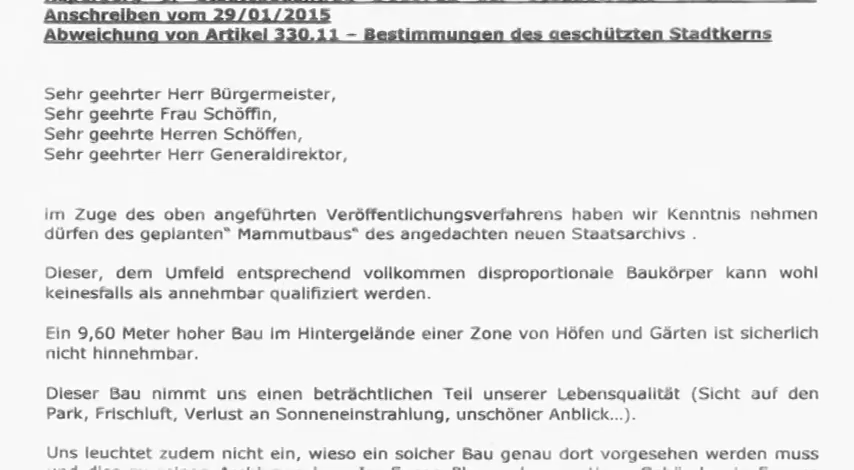 Anschreiben vom 29/01/2015
Abweichung von Artikel 330.11 – Bestimmungen des geschützten Stadtkerns
Sehr geehrter Herr Bürgermeister,
Sehr geehrte Frau Schöffin,
Sehr geehrte Herren Schöffen,
Sehr geehrter Herr Generaldirektor,
im Zuge des oben angeführten Veröffentlichungsverfahrens haben wir Kenntnis nehmen
dürfen des geplanten“ Mammutbaus“ des angedachten neuen Staatsarchivs .
Dieser, dem Umfeld entsprechend vollkommen disproportionale Baukörper kann wohl
keinesfalls als annehmbar qualifiziert werden.
Ein 9,60 Meter hoher Bau im Hintergelände einer Zone von Höfen und Gärten ist sicherlich
nicht hinnehmbar.
Dieser Bau nimmt uns einen beträchtlichen Teil unserer Lebensqualität (Sicht auf den
Park, Frischluft, Verlust an Sonneneinstrahlung, unschöner Anblick…).
Uns leuchtet zudem nicht ein, wieso ein solcher Bau genau dort vorgesehen werden muss